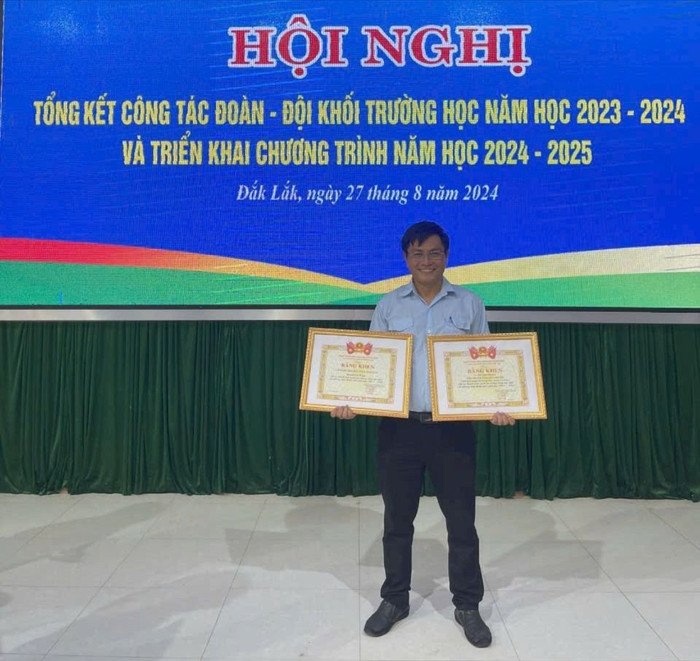 HỘI NGHỊ
TỔNG KẾT CÔNG TÁC ĐOÀN - ĐỘI KHỐI TRƯỜNG HỌC NĂM HỌC 2023 - 2024
VÀ TRIỂN KHAI CHƯƠNG TRÌNH NĂM HỌC 2024 - 2025
Đắk Lắk, ngày 27 tháng 8 năm 2024
BẰNG KHEN
BẰNG KHEN